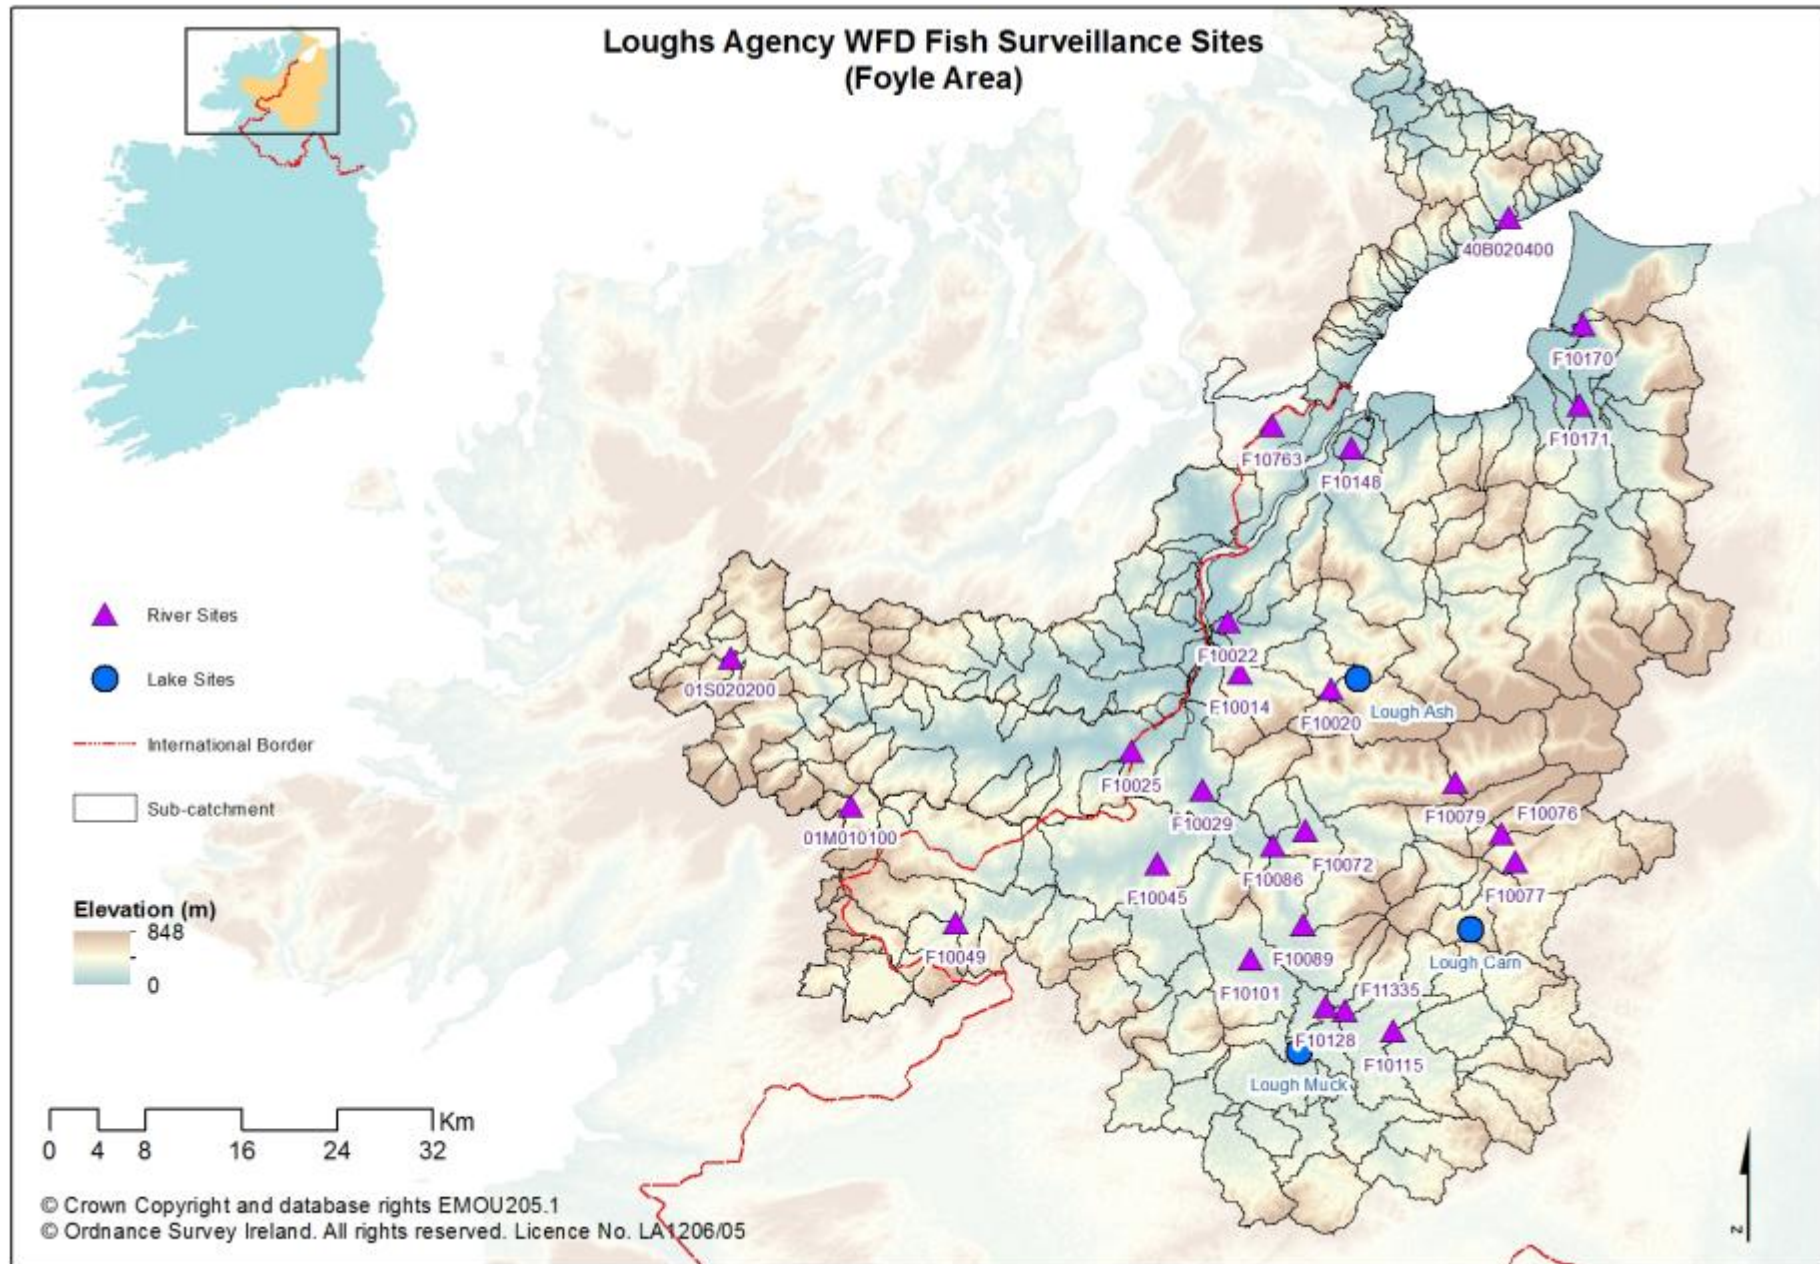 Loughs Agency WFD Fish Surveillance Sites
(Foyle Area)
40B020400
F10170
F10171
F10763
F10148
River Sites
Lake Sites
International Border
Sub-catchment
Elevation (m)
848
0
01S020200
F10022
F10014
F10020
Lough Ash
F10025
F10029
F10079
F10076
01M010100
F10072
F10086
F10045
F10077
F10049
F10089
Lough Carn
F10101
F11335
F10128
F10115
Lough Muck
Km
0 4 8 16 24 32
© Crown Copyright and database rights EMOU205.1
© Ordnance Survey Ireland. All rights reserved. Licence No. LA1206/05
z